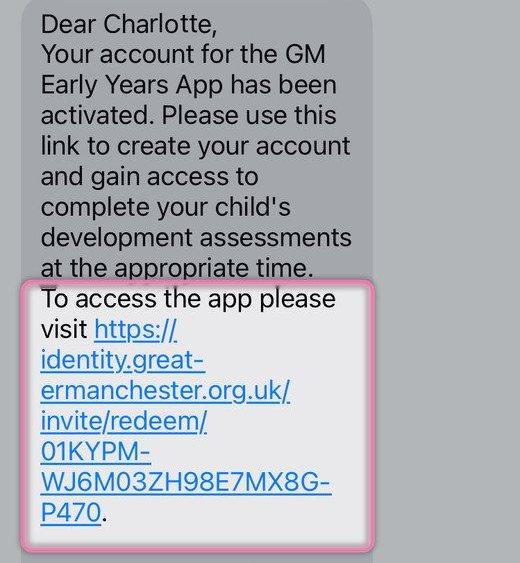 Dear Charlotte,
Your account for the GM
Early Years App has been
activated. Please use this
link to create your account
and gain access to
complete your child's
development assessments
at the appropriate time.
To access the app please
visit https://
identity.great-
ermanchester.org.uk/
invite/redeem/
01KYPM-
WJ6M03ZH98E7MX8G-
P470.